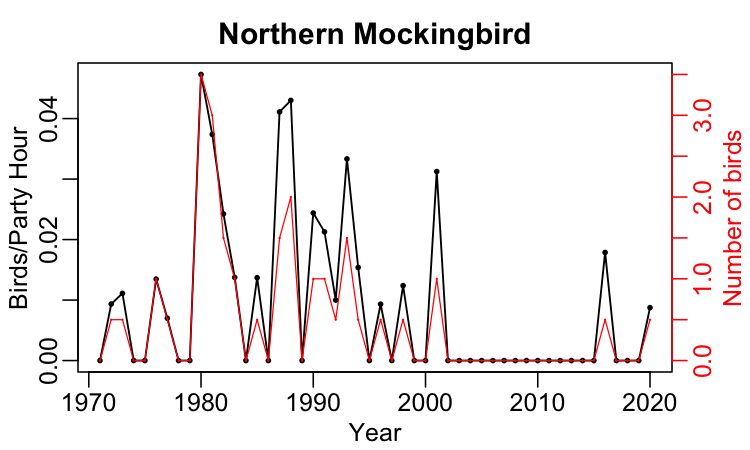 Northern Mockingbird
Birds/Party Hour
0.04
0.02
0.00
3.0
2.0
1.0
0.0
Number of birds
1970 1980 1990 2000 2010 2020
Year